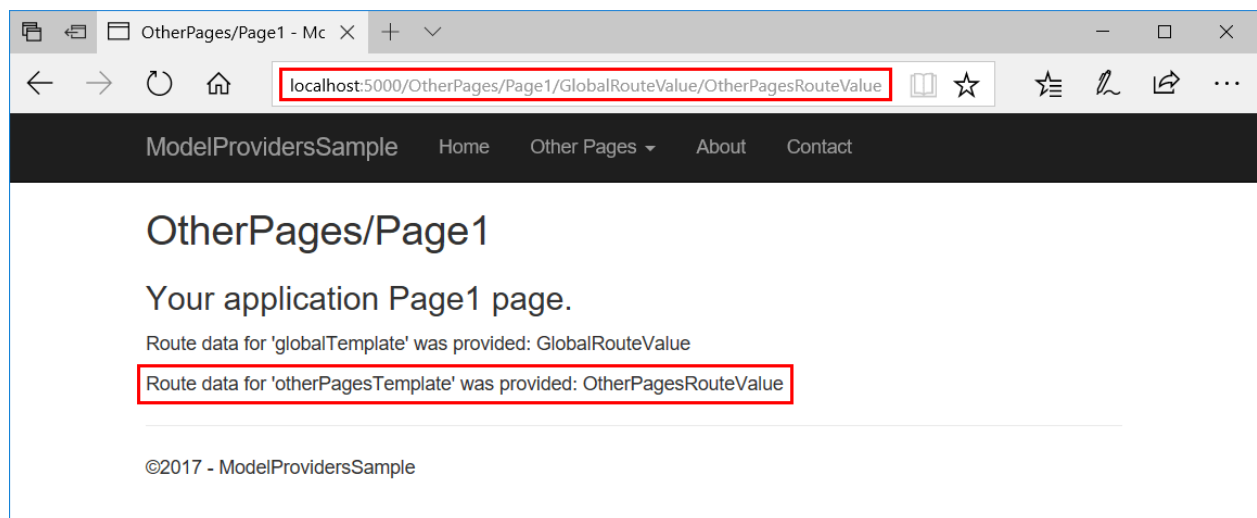 OtherPages/Page1 - Mc
localhost:5000/OtherPages/Page1/GlobalRouteValue/OtherPagesRouteValue
ModelProvidersSample Home Other Pages About Contact
OtherPages/Page1
Your application Page1 page.
Route data for 'globalTemplate' was provided: GlobalRouteValue
Route data for 'otherPagesTemplate' was provided: OtherPagesRouteValue
©2017 - ModelProvidersSample